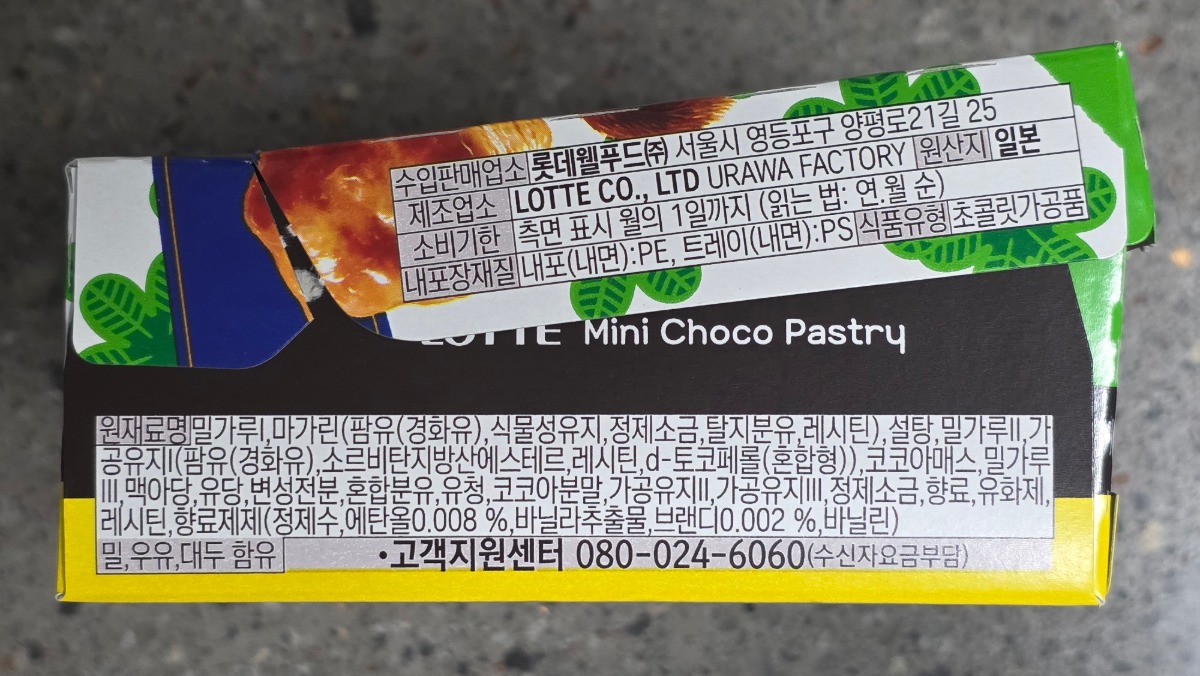 수입판매업소 롯데웰푸드㈜ 서울시 영등포구 양평로21길 25
제조업소 LOTTE CO., LTD URAWA FACTORY 원산지 일본
소비기한 측면 표시 월의 1일까지 (읽는 법: 연.월 순)
내포장재질 내포(내면):PE, 트레이(내면):PS 식품유형 초콜릿가공품
LOTTE Mini Choco Pastry
원재료명 밀가루,마가린(팜유(경화유),식물성유지,정제소금,탈지분유,레시틴),설탕,밀가루II,가
공유지I(팜유(경화유),소르비탄지방산에스테르,레시틴,d-토코페롤(혼합형)),코코아매스,밀가루
III,맥아당,유당,변성전분,혼합분유,유청,코코아분말,가공유지II,가공유지III,정제소금,향료,유화제,
레시틴,향료제제(정제수,에탄올0.008 %,바닐라추출물,브랜디0.002 %,바닐린)
밀,우유,대두 함유 •고객지원센터 080-024-6060(수신자요금부담)